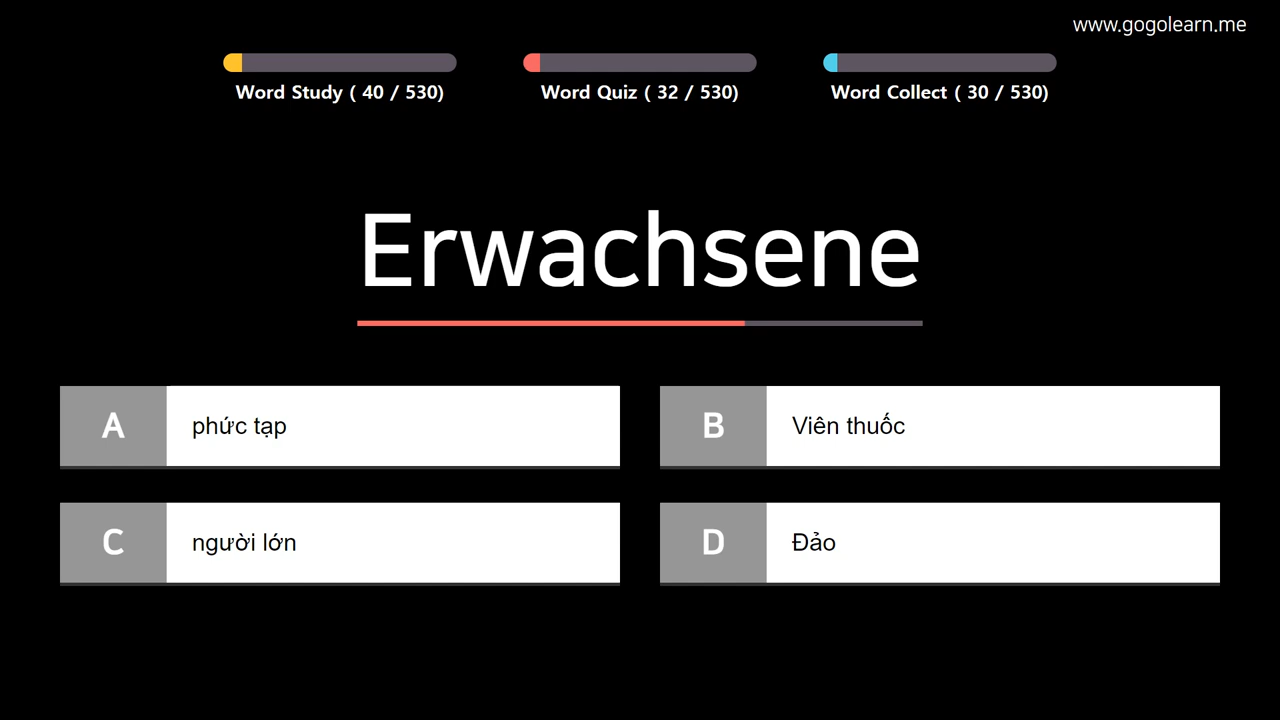 www.gogolearn.me
Word Study ( 40 / 530)
Word Quiz ( 32 / 530)
Word Collect ( 30 / 530)
Erwachsene
A phức tạp
B Viên thuốc
C người lớn
D Đảo